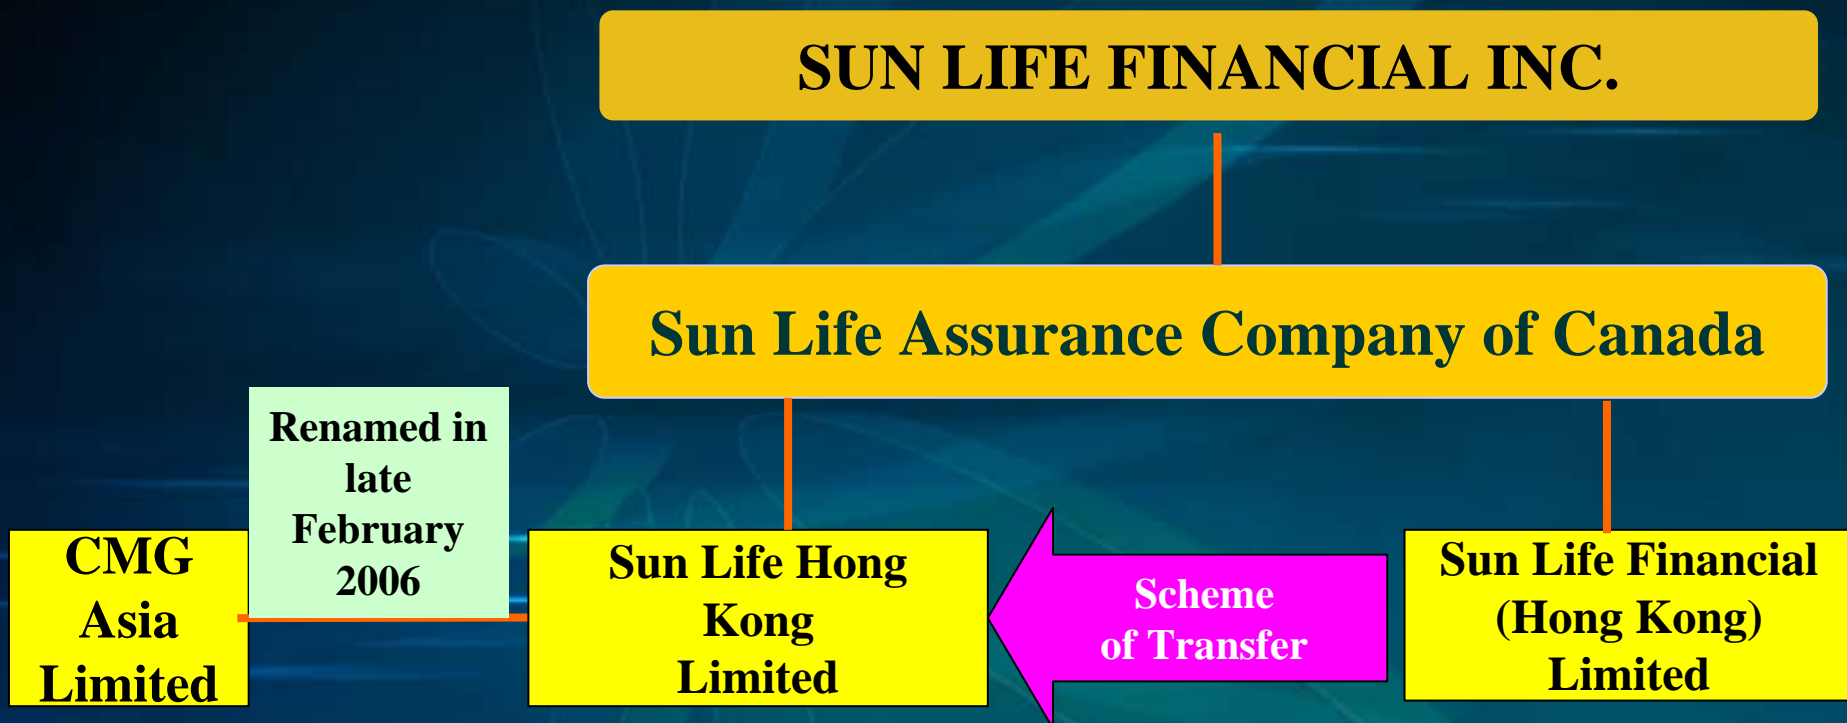 SUN LIFE FINANCIAL INC.
Sun Life Assurance Company of Canada
Renamed in
late
February
2006
CMG
Asia
Limited
Sun Life Hong
Kong
Limited
Scheme
of Transfer
Sun Life Financial
(Hong Kong)
Limited